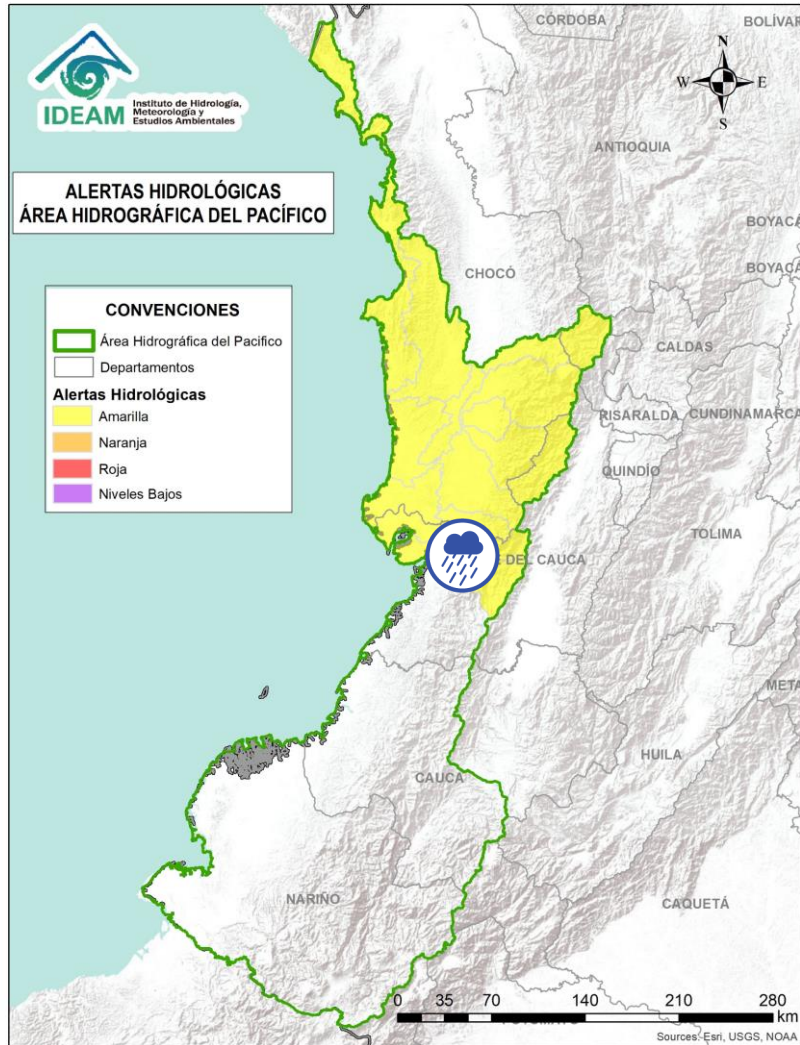 IDEAM
Instituto de Hidrología,
Meteorología y
Estudios Ambientales
ALERTAS HIDROLÓGICAS
ÁREA HIDROGRÁFICA DEL PACÍFICO
CONVENCIONES
Área Hidrográfica del Pacifico
Departamentos
Alertas Hidrológicas
Amarilla
Naranja
Roja
Niveles Bajos
N
W
E
S
CÓRDOBA
BOLÍVAR
ANTIOQUIA
BOYACÁ
CHOCÓ
BOYACÁ
CALDAS
RISARALDA
CUNDINAMARCA
QUINDÍO
TOLIMA
DEL CAUCA
META
HUILA
CAUCA
NARIÑO
CAQUETÁ
0 35 70 140 210 280
km
Sources: Esri, USGS, NOAA